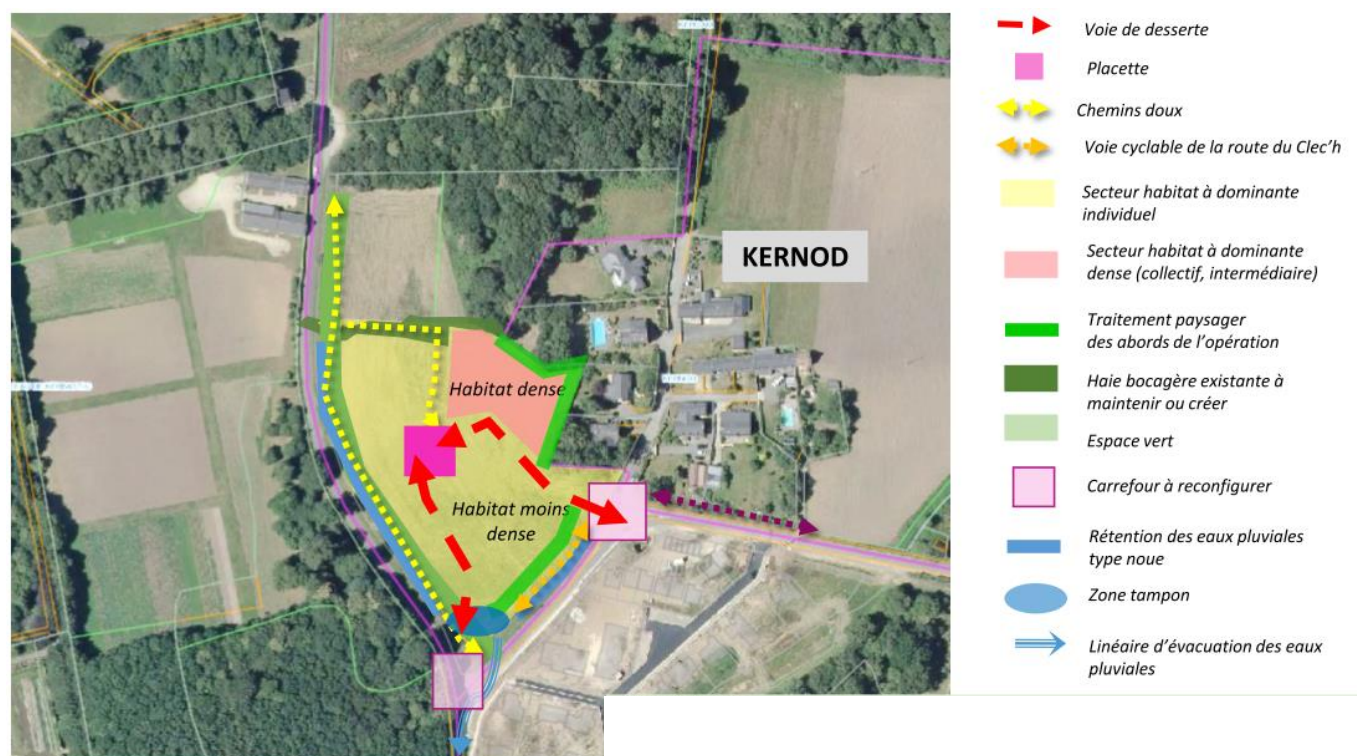 KERNOD
Habitat dense
Habitat moins
dense
Voie de desserte
Placette
Chemins doux
Voie cyclable de la route du Clec’h
Secteur habitat à dominante
individuel
Secteur habitat à dominante
dense (collectif, intermédiaire)
Traitement paysager
des abords de l’opération
Haie bocagère existante à
maintenir ou créer
Espace vert
Carrefour à reconfigurer
Rétention des eaux pluviales
type noue
Zone tampon
Linéaire d’évacuation des eaux
pluviales